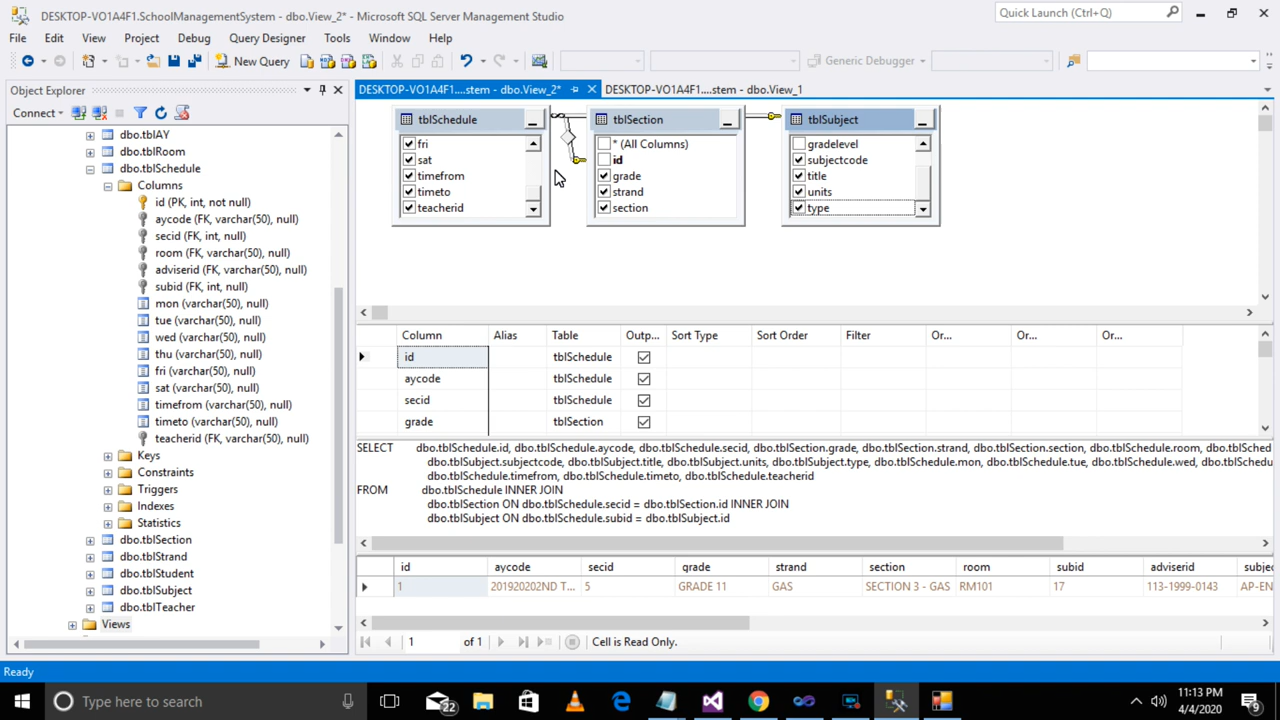 DESKTOP-VO1A4F1.SchoolManagementSystem - dbo.View_2* - Microsoft SQL Server Management Studio
Quick Launch (Ctrl+Q)
File Edit View Project Debug Query Designer Tools Window Help
New Query Generic Debugger
Object Explorer
DESKTOP-VO1A4F1....stem - dbo.View_2* DESKTOP-VO1A4F1....stem - dbo.View_1
Connect
dbo.tblAY
dbo.tblRoom
dbo.tblSchedule
Columns
id (PK, int, not null)
aycode (FK, varchar(50), null)
secid (FK, int, null)
room (FK, varchar(50), null)
adviserid (FK, varchar(50), null)
subid (FK, int, null)
mon (varchar(50), null)
tue (varchar(50), null)
wed (varchar(50), null)
thu (varchar(50), null)
fri (varchar(50), null)
sat (varchar(50), null)
timefrom (varchar(50), null)
timeto (varchar(50), null)
teacherid (FK, varchar(50), null)
Keys
Constraints
Triggers
Indexes
Statistics
dbo.tblSection
dbo.tblStrand
dbo.tblStudent
dbo.tblSubject
dbo.tblTeacher
Views
tblSchedule
fri
sat
timefrom
timeto
teacherid
tblSection
* (All Columns)
id
grade
strand
section
tblSubject
gradelevel
subjectcode
title
units
type
Column Alias Table Outp... Sort Type Sort Order Filter Or... Or... Or...
id tblSchedule
aycode tblSchedule
secid tblSchedule
grade tblSection
SELECT dbo.tblSchedule.id, dbo.tblSchedule.aycode, dbo.tblSchedule.secid, dbo.tblSection.grade, dbo.tblSection.strand, dbo.tblSection.section, dbo.tblSchedule.room, dbo.tblSched
dbo.tblSubject.subjectcode, dbo.tblSubject.title, dbo.tblSubject.units, dbo.tblSubject.type, dbo.tblSchedule.mon, dbo.tblSchedule.tue, dbo.tblSchedule.wed, dbo.tblSchedu
dbo.tblSchedule.timefrom, dbo.tblSchedule.timeto, dbo.tblSchedule.teacherid
FROM dbo.tblSchedule INNER JOIN
dbo.tblSection ON dbo.tblSchedule.secid = dbo.tblSection.id INNER JOIN
dbo.tblSubject ON dbo.tblSchedule.subid = dbo.tblSubject.id
id aycode secid grade strand section room subid adviserid subjec
1 201920202ND T... 5 GRADE 11 GAS SECTION 3 - GAS RM101 17 113-1999-0143 AP-EN
1 of 1 Cell is Read Only.
Ready
Type here to search
22
11:13 PM
4/4/2020
9